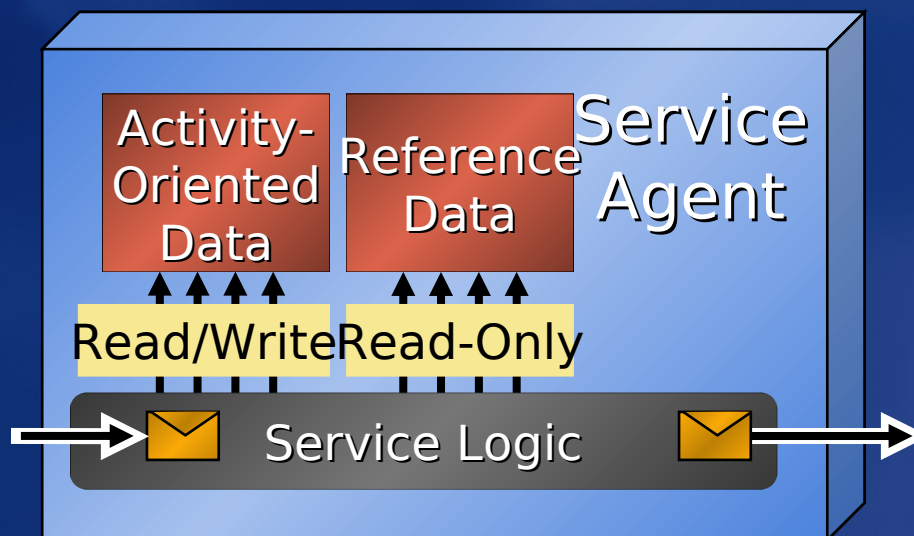 Activity-
Oriented
Data
Reference
Data
Service
Agent
Read/Write
Read-Only
Service Logic